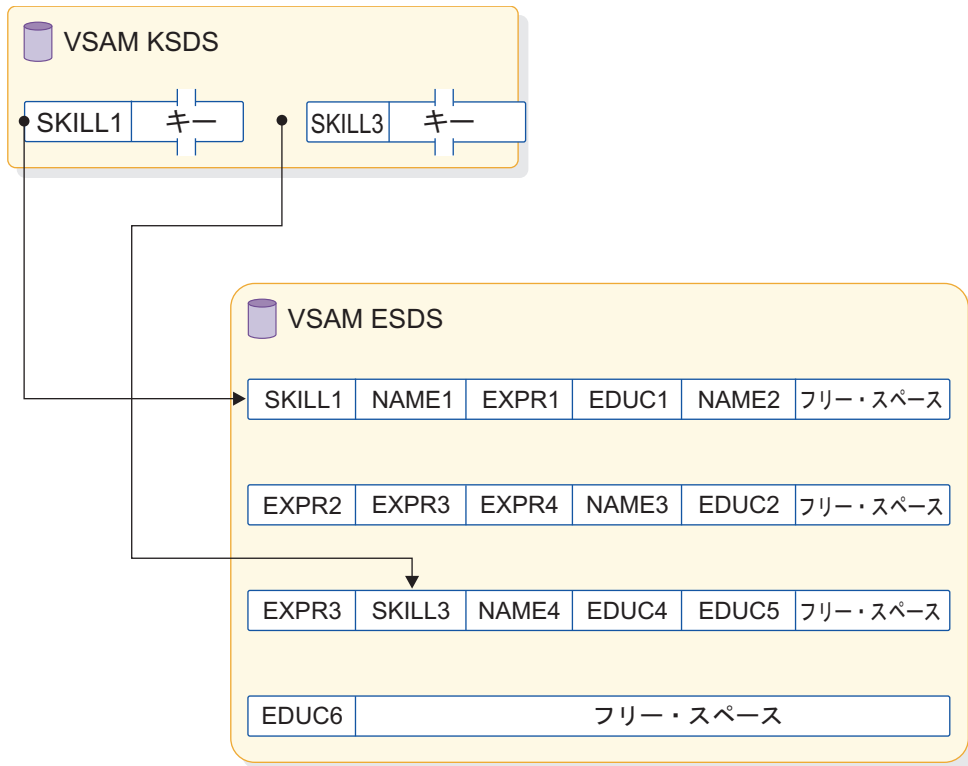 VSAM KSDS
SKILL1 キー SKILL3 キー
VSAM ESDS
SKILL1 NAME1 EXPR1 EDUC1 NAME2 フリー・スペース
EXPR2 EXPR3 EXPR4 NAME3 EDUC2 フリー・スペース
EXPR3 SKILL3 NAME4 EDUC4 EDUC5 フリー・スペース
EDUC6 フリー・スペース